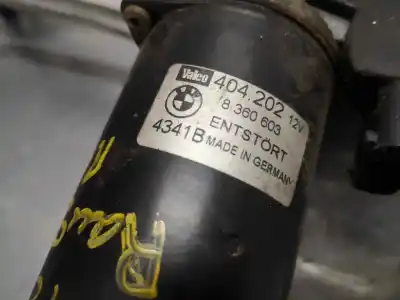 Valeo
404.202 12V
8 360 603
ENTSTÖRT
4341B MADE IN GERMANY